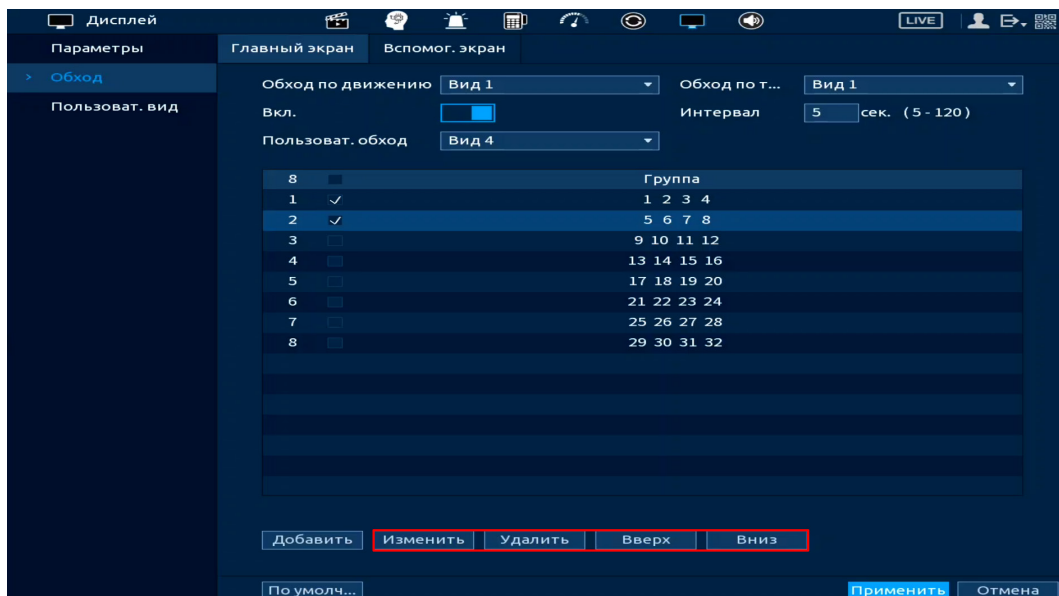 Дисплей LIVE
Параметры Главный экран Вспомог. экран
> Обход
Обход по движению Вид 1 Обход по т... Вид 1
Пользоват. вид
Вкл. Интервал 5 сек. (5-120)
Пользоват. обход Вид 4
8 Группа
1 1 2 3 4
2 5 6 7 8
3 9 10 11 12
4 13 14 15 16
5 17 18 19 20
6 21 22 23 24
7 25 26 27 28
8 29 30 31 32
Добавить Изменить Удалить Вверх Вниз
По умолч... Применить Отмена